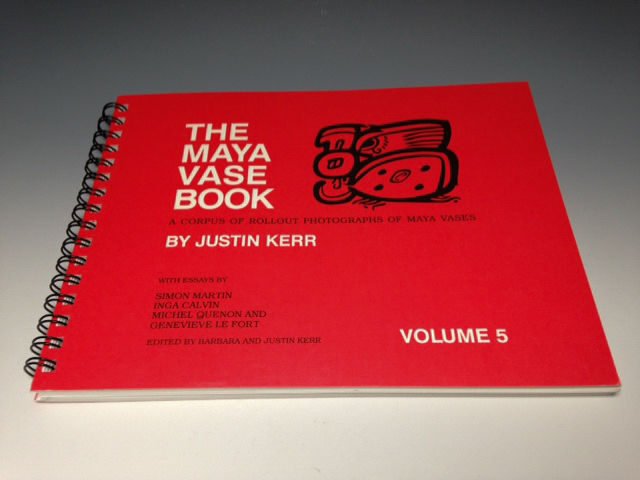 THE
MAYA
VASE
BOOK
A CORPUS OF ROLLOUT PHOTOGRAPHS OF MAYA VASES
BY JUSTIN KERR
WITH ESSAYS BY
SIMON MARTIN
INGA CALVIN
MICHEL QUENON AND
GENEVIEVE LE FORT
EDITED BY BARBARA AND JUSTIN KERR
VOLUME 5